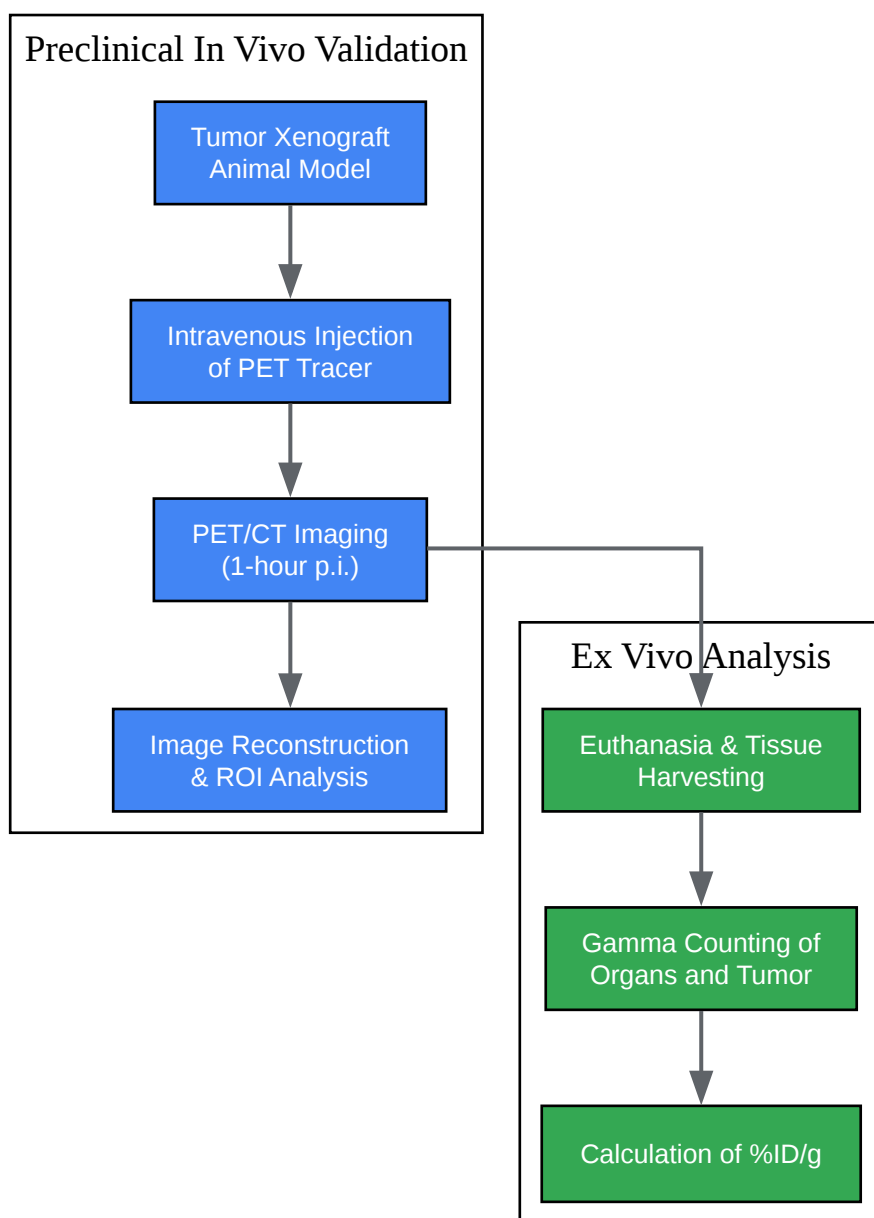 Preclinical In Vivo Validation
Tumor Xenograft
Animal Model
Intravenous Injection
of PET Tracer
PET/CT Imaging
(1-hour p.i.)
Image Reconstruction
& ROI Analysis
Ex Vivo Analysis
Euthanasia & Tissue
Harvesting
Gamma Counting of
Organs and Tumor
Calculation of %ID/g